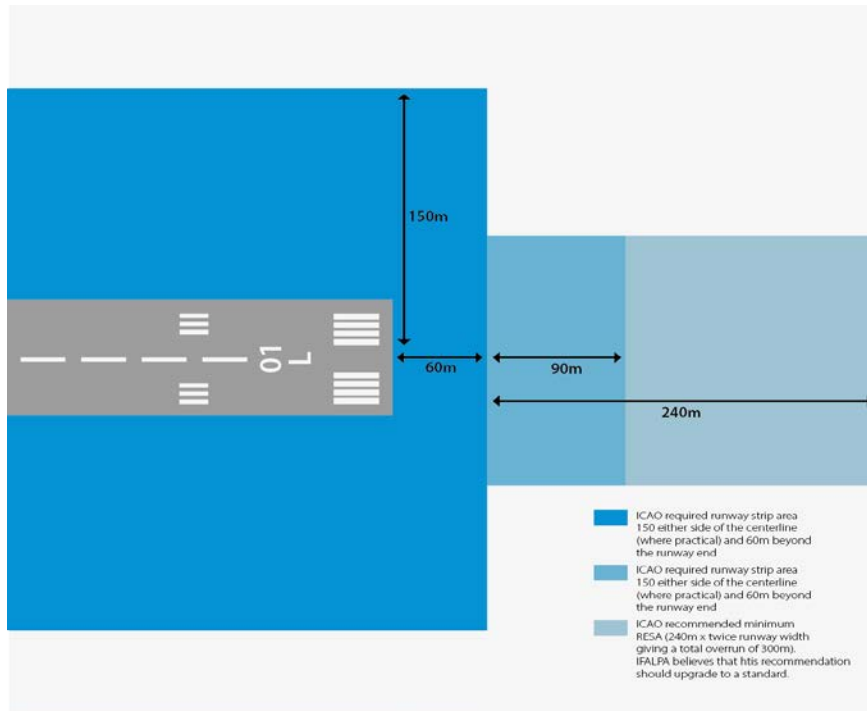 150m
01
L
60m
90m
240m
ICAO required runway strip area
150 either side of the centerline
(where practical) and 60m beyond
the runway end
ICAO required runway strip area
150 either side of the centerline
(where practical) and 60m beyond
the runway end
ICAO recommended minimum
RESA (240m x twice runway width
giving a total overrun of 300m).
IFALPA believes that htis recommendation
should upgrade to a standard.